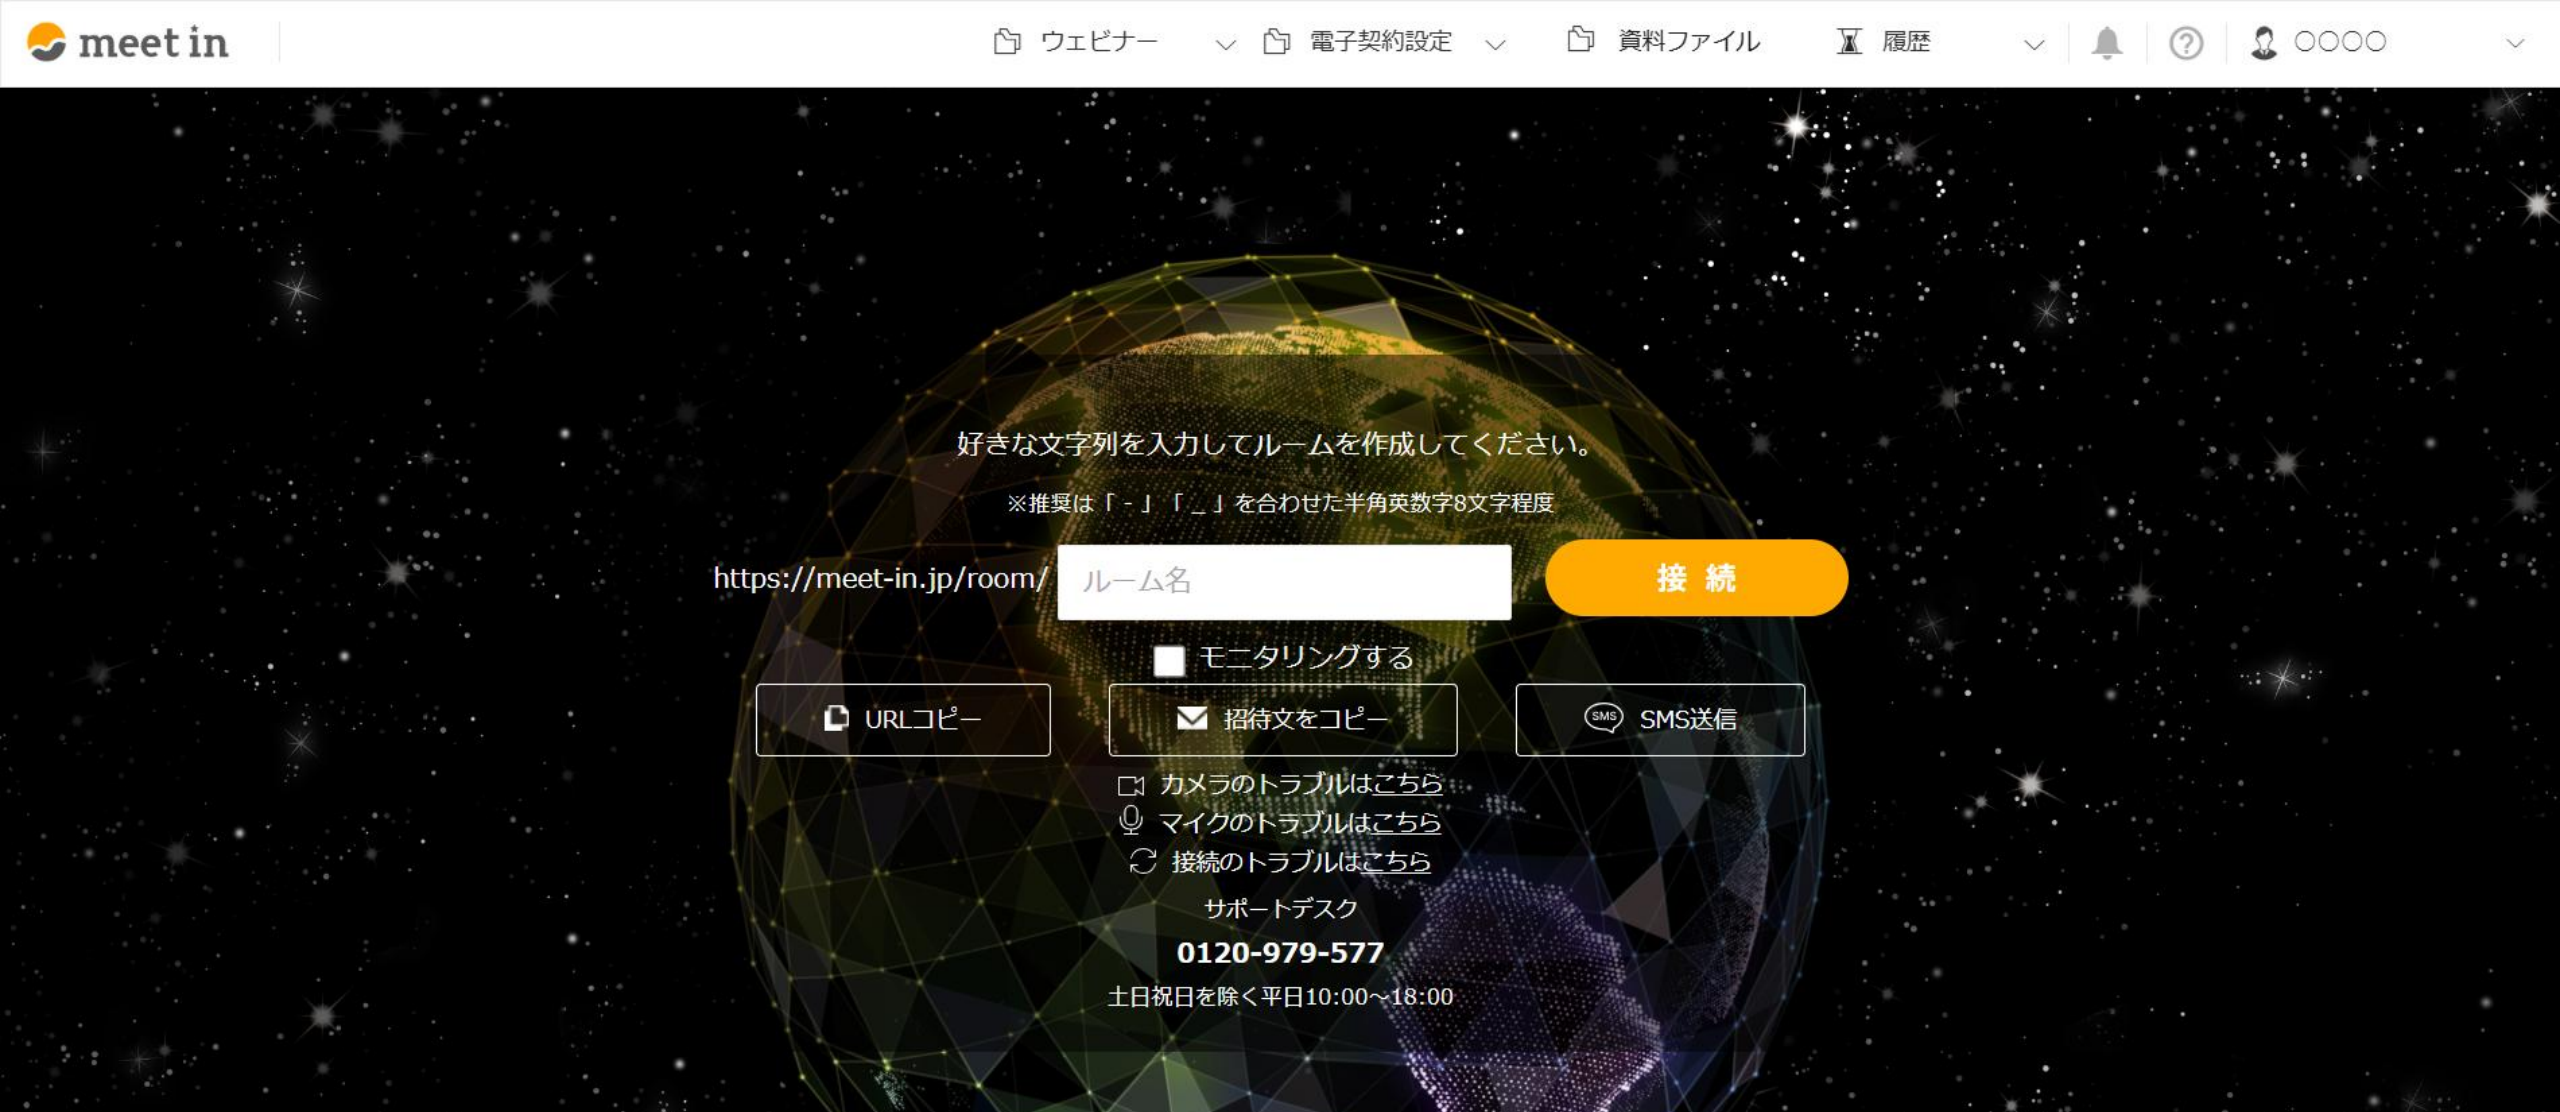 meet in
ウェビナー 電子契約設定 資料ファイル 履歴 ○○○○
好きな文字列を入力してルームを作成してください。
※推奨は「 - 」「 _ 」を合わせた半角英数字8文字程度
https://meet-in.jp/room/ ルーム名 接 続
モニタリングする
URLコピー 招待文をコピー SMS SMS送信
カメラのトラブルはこちら
マイクのトラブルはこちら
接続のトラブルはこちら
サポートデスク
0120-979-577
土日祝日を除く平日10:00～18:00